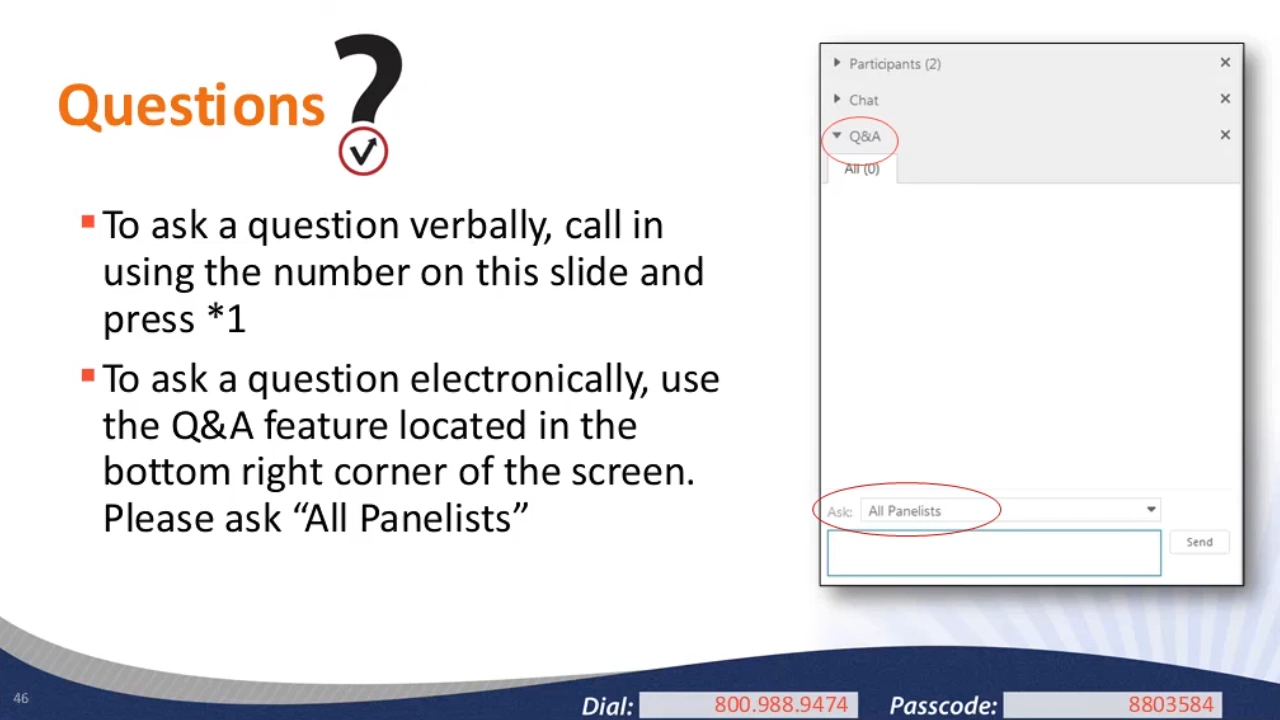 Questions
To ask a question verbally, call in
using the number on this slide and
press *1
To ask a question electronically, use
the Q&A feature located in the
bottom right corner of the screen.
Please ask “All Panelists”
Participants (2)
Chat
Q&A
All (0)
Ask: All Panelists
Send
46
Dial: 800.988.9474 Passcode: 8803584